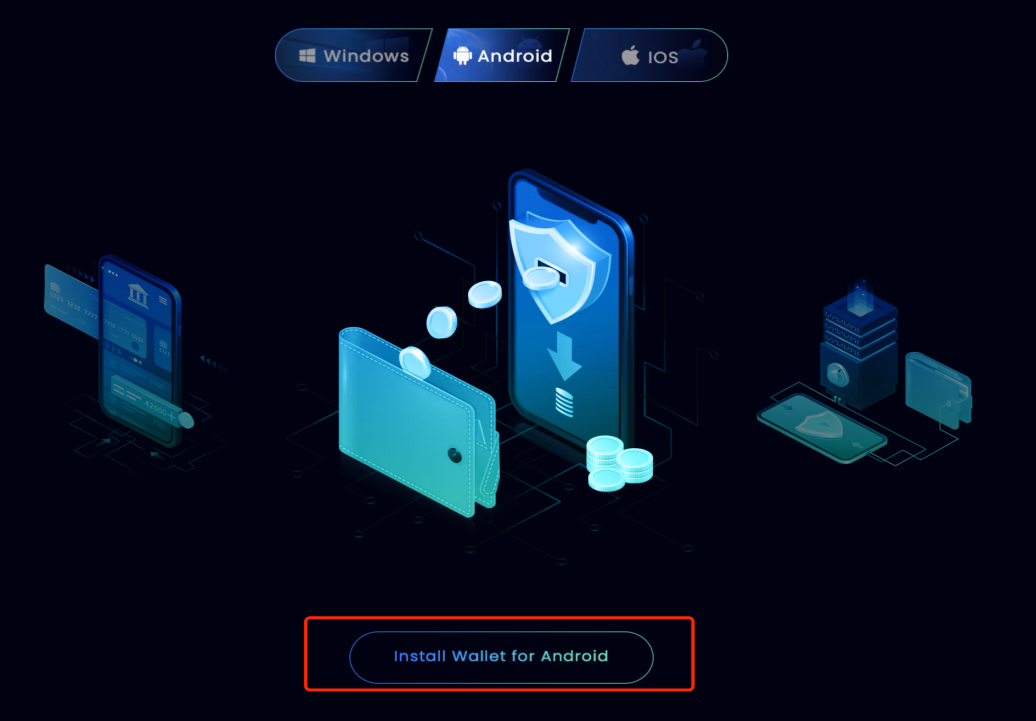 Windows
Android
IOS
Install Wallet for Android